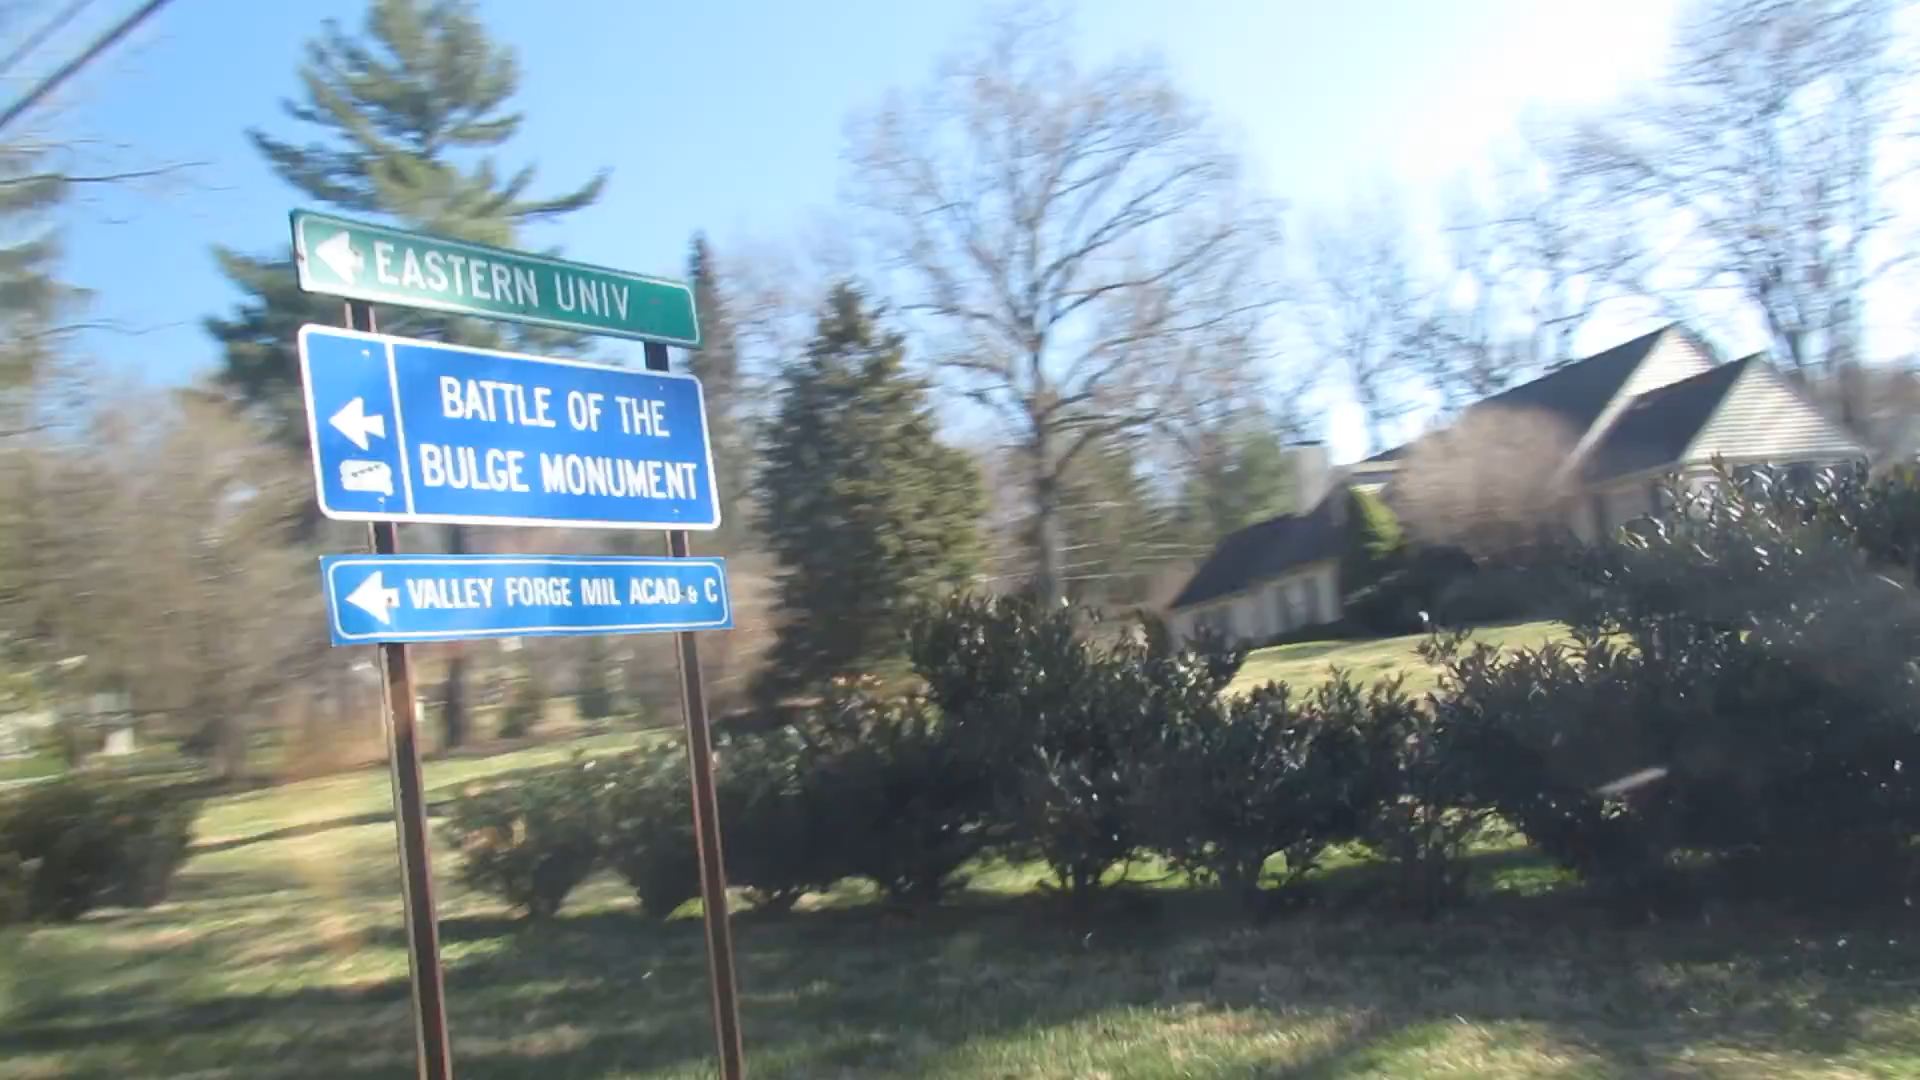 EASTERN UNIV
BATTLE OF THE
BULGE MONUMENT
VALLEY FORGE MIL ACAD & C